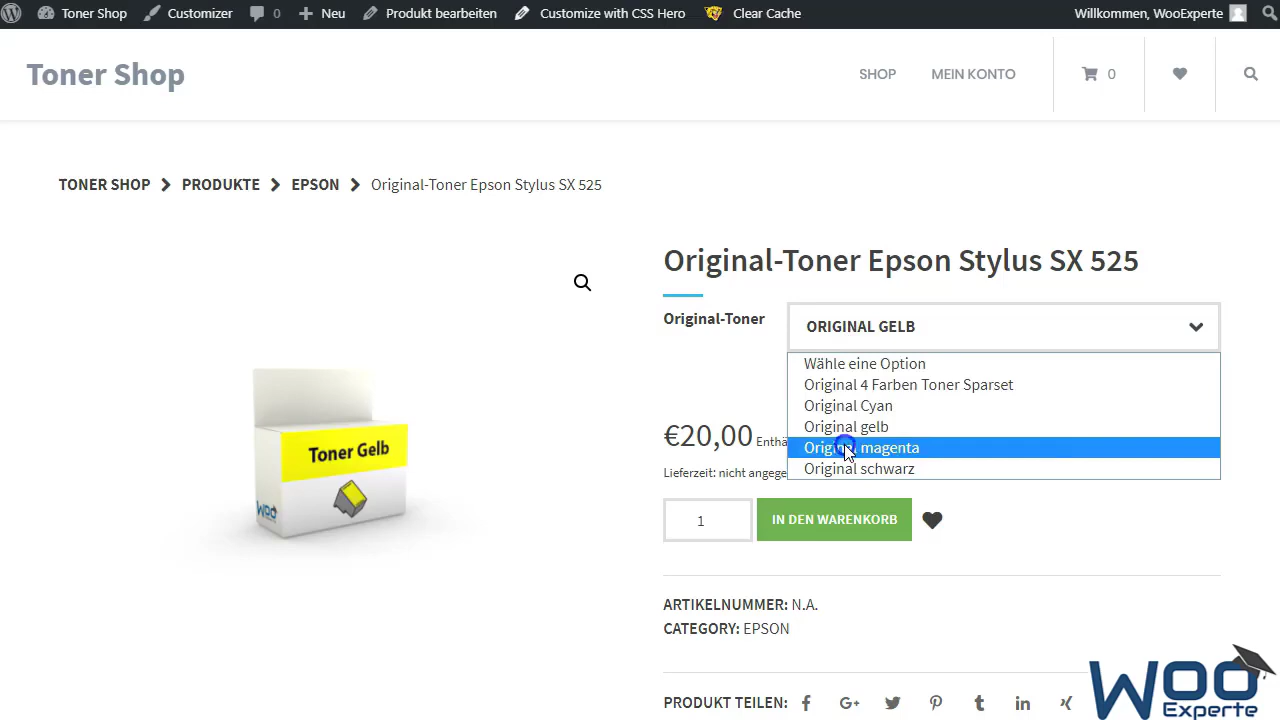 Toner Shop Customizer 0 Neu Produkt bearbeiten Customize with CSS Hero Clear Cache Willkommen, WooExperte
Toner Shop
SHOP MEIN KONTO 0
TONER SHOP PRODUKTE EPSON Original-Toner Epson Stylus SX 525
Original-Toner Epson Stylus SX 525
Original-Toner
ORIGINAL GELB
Wähle eine Option
Original 4 Farben Toner Sparset
Original Cyan
Original gelb
Original magenta
Original schwarz
€20,00 Enthä
Lieferzeit: nicht angege
1 IN DEN WARENKORB
Toner Gelb
WOO
ARTIKELNUMMER: N.A.
CATEGORY: EPSON
PRODUKT TEILEN:
WOO
Experte